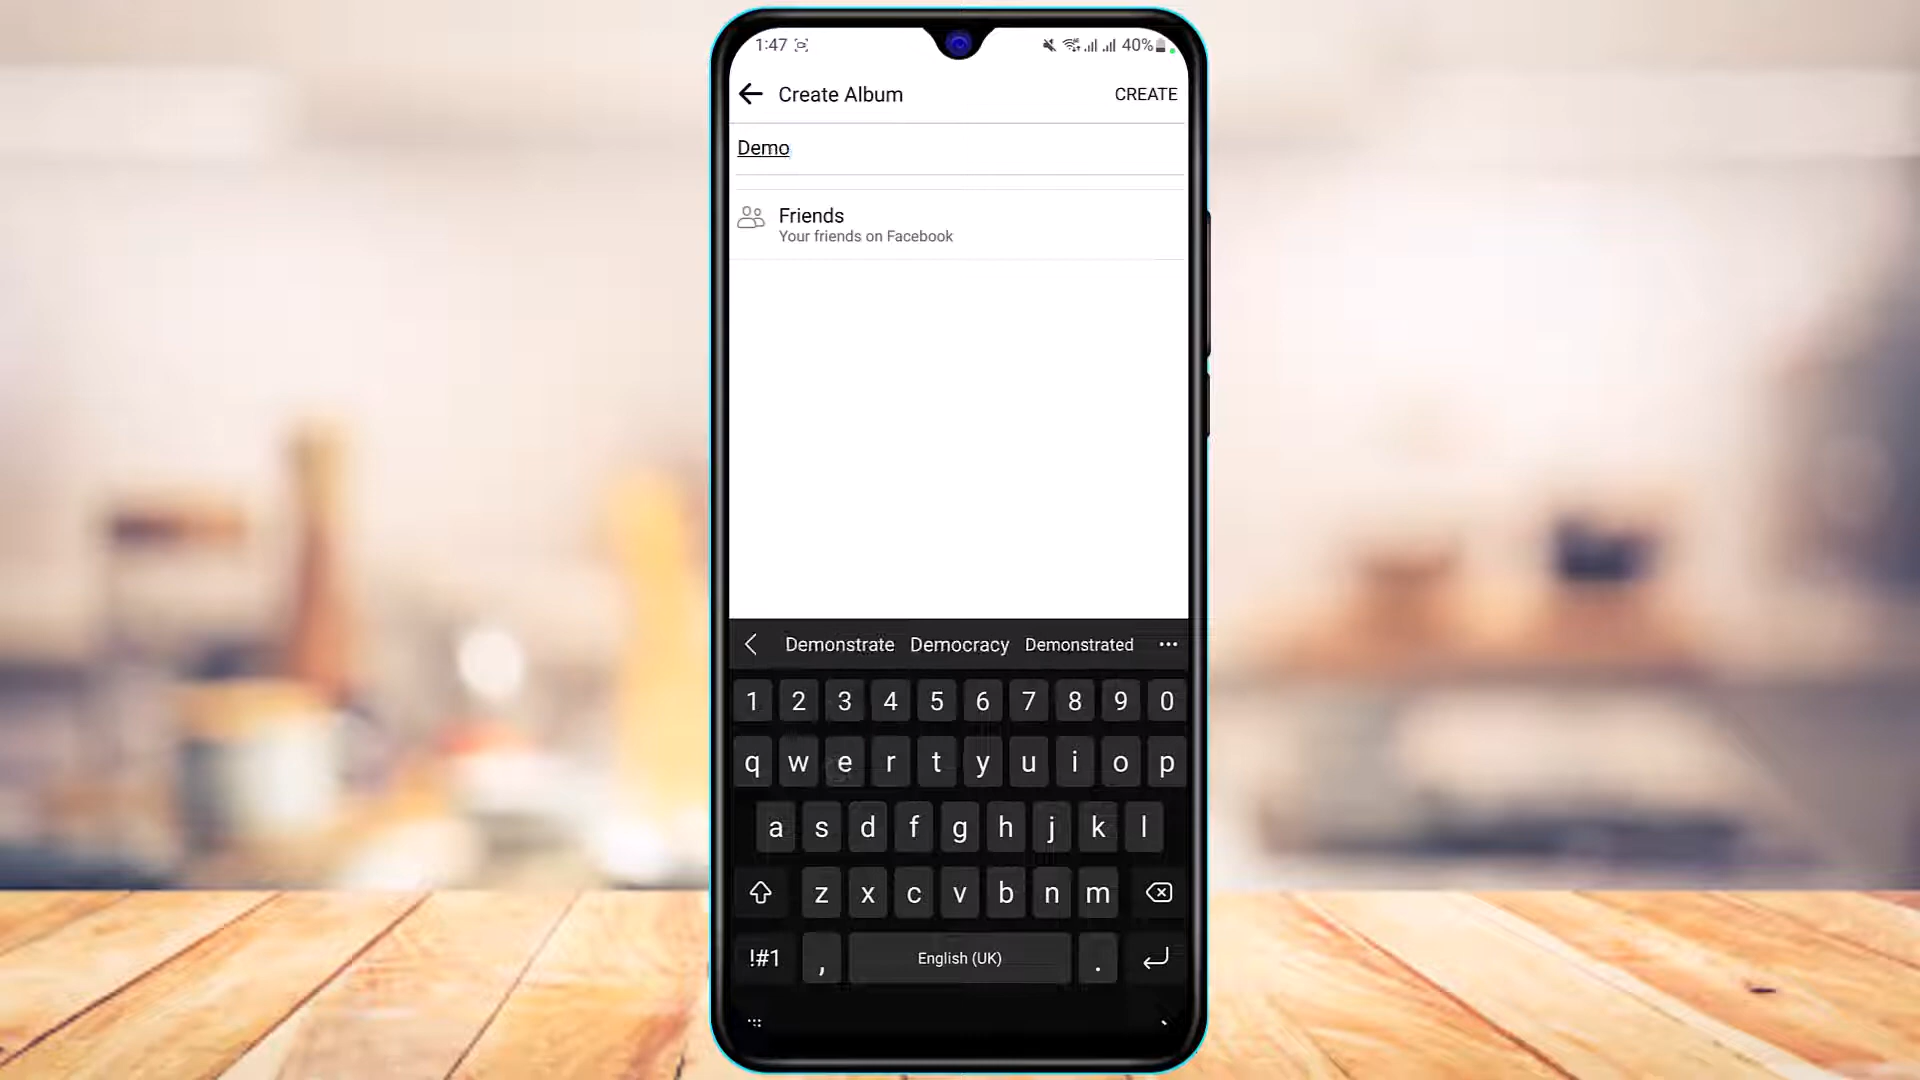 1:47 40%
Create Album CREATE
Demo
Friends
Your friends on Facebook
Demonstrate Democracy Demonstrated
1 2 3 4 5 6 7 8 9 0
q w e r t y u i o p
a s d f g h j k l
z x c v b n m
!#1 , English (UK) .